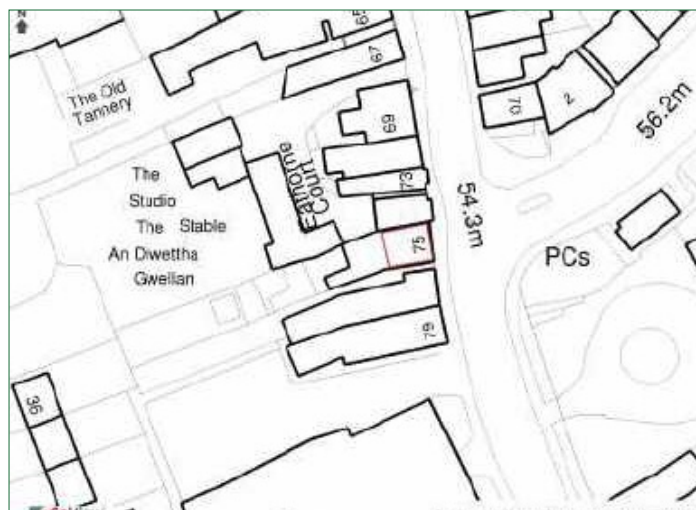 The Old
Tannery
67
69
73
75
79
70
2
56.2m
54.3m
PCs
Court
The
Studio
The Stable
An Diwettha
Gwellan
36